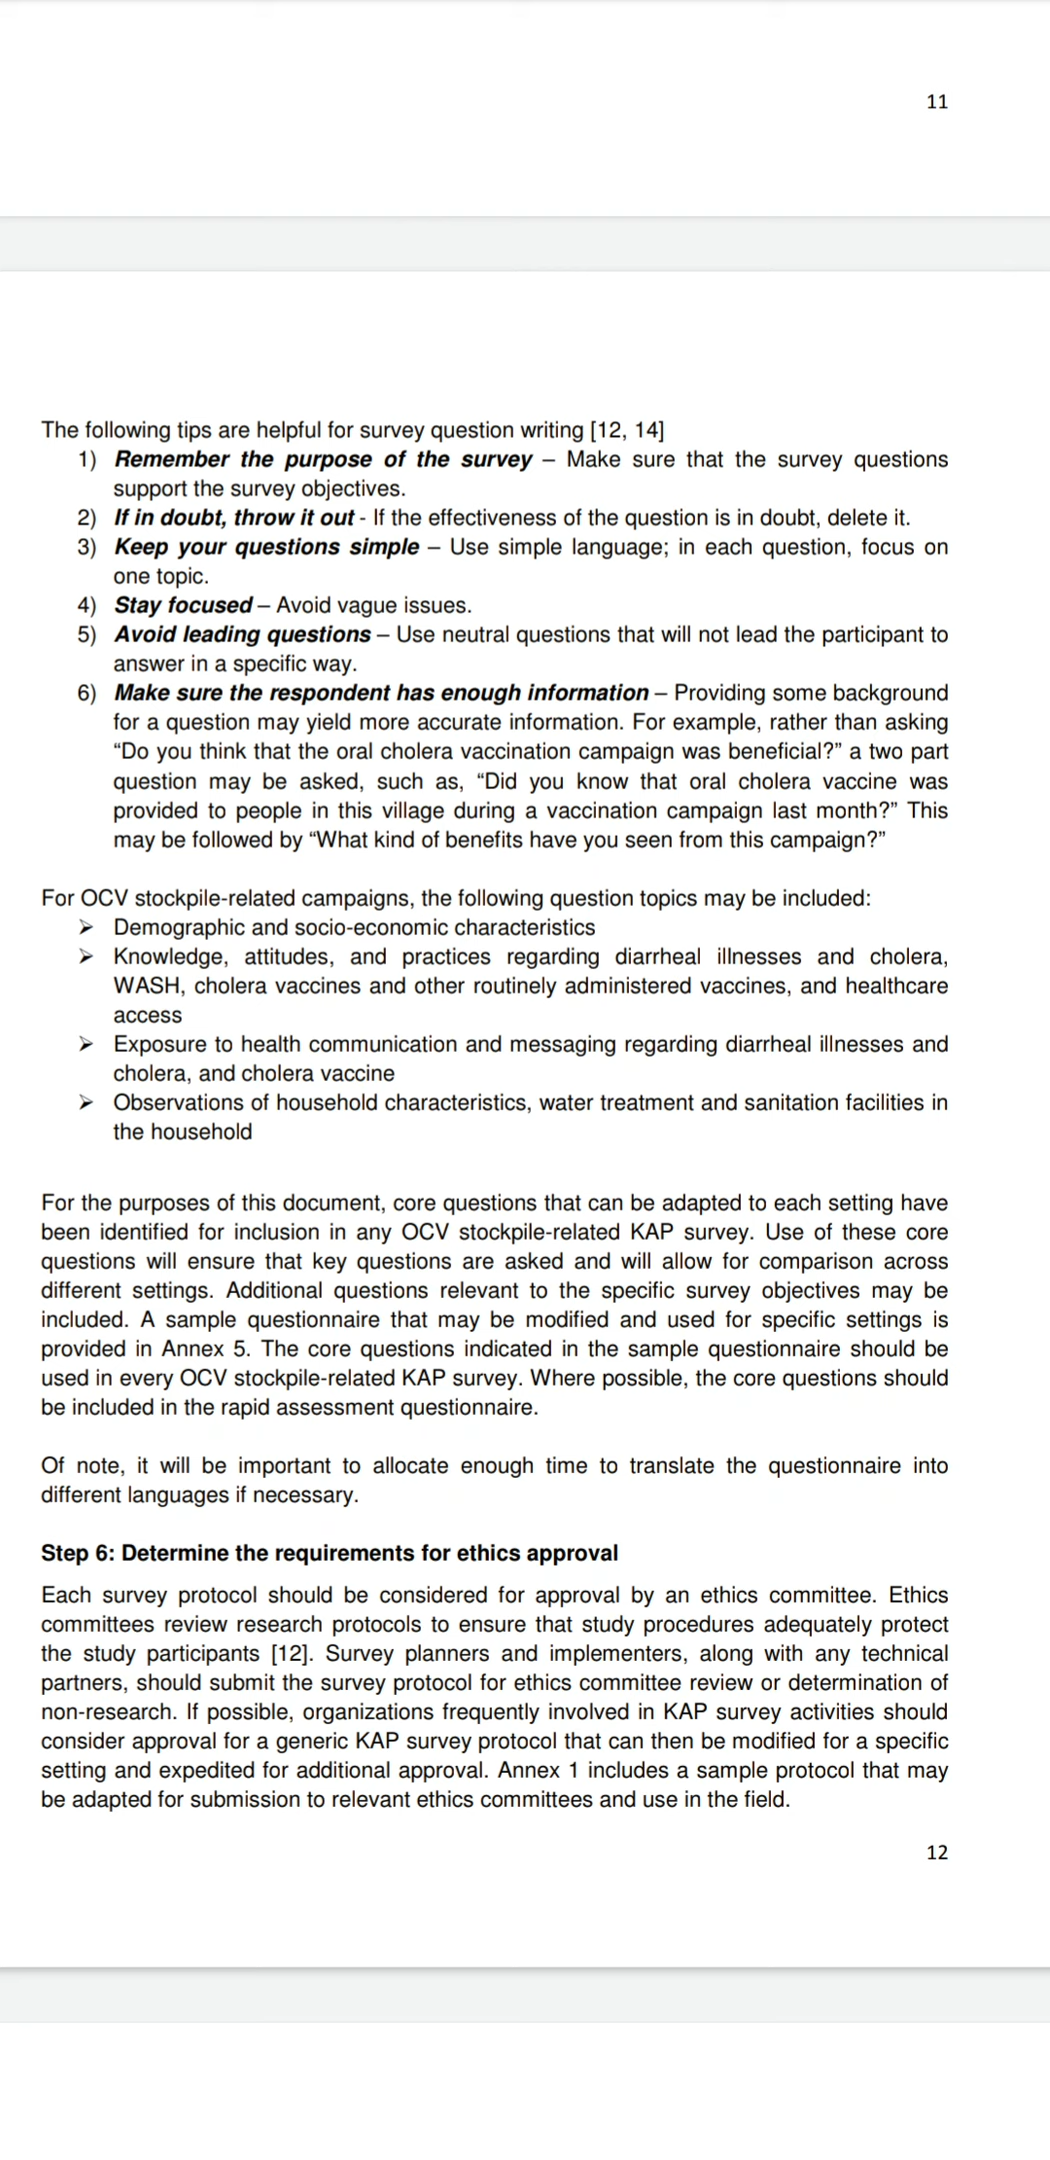 11
The following tips are helpful for survey question writing [12, 14]
1) Remember the purpose of the survey – Make sure that the survey questions
support the survey objectives.
2) If in doubt, throw it out - If the effectiveness of the question is in doubt, delete it.
3) Keep your questions simple – Use simple language; in each question, focus on
one topic.
4) Stay focused – Avoid vague issues.
5) Avoid leading questions – Use neutral questions that will not lead the participant to
answer in a specific way.
6) Make sure the respondent has enough information – Providing some background
for a question may yield more accurate information. For example, rather than asking
“Do you think that the oral cholera vaccination campaign was beneficial?” a two part
question may be asked, such as, “Did you know that oral cholera vaccine was
provided to people in this village during a vaccination campaign last month?” This
may be followed by “What kind of benefits have you seen from this campaign?”
For OCV stockpile-related campaigns, the following question topics may be included:
➢ Demographic and socio-economic characteristics
➢ Knowledge, attitudes, and practices regarding diarrheal illnesses and cholera,
WASH, cholera vaccines and other routinely administered vaccines, and healthcare
access
➢ Exposure to health communication and messaging regarding diarrheal illnesses and
cholera, and cholera vaccine
➢ Observations of household characteristics, water treatment and sanitation facilities in
the household
For the purposes of this document, core questions that can be adapted to each setting have
been identified for inclusion in any OCV stockpile-related KAP survey. Use of these core
questions will ensure that key questions are asked and will allow for comparison across
different settings. Additional questions relevant to the specific survey objectives may be
included. A sample questionnaire that may be modified and used for specific settings is
provided in Annex 5. The core questions indicated in the sample questionnaire should be
used in every OCV stockpile-related KAP survey. Where possible, the core questions should
be included in the rapid assessment questionnaire.
Of note, it will be important to allocate enough time to translate the questionnaire into
different languages if necessary.
Step 6: Determine the requirements for ethics approval
Each survey protocol should be considered for approval by an ethics committee. Ethics
committees review research protocols to ensure that study procedures adequately protect
the study participants [12]. Survey planners and implementers, along with any technical
partners, should submit the survey protocol for ethics committee review or determination of
non-research. If possible, organizations frequently involved in KAP survey activities should
consider approval for a generic KAP survey protocol that can then be modified for a specific
setting and expedited for additional approval. Annex 1 includes a sample protocol that may
be adapted for submission to relevant ethics committees and use in the field.
12